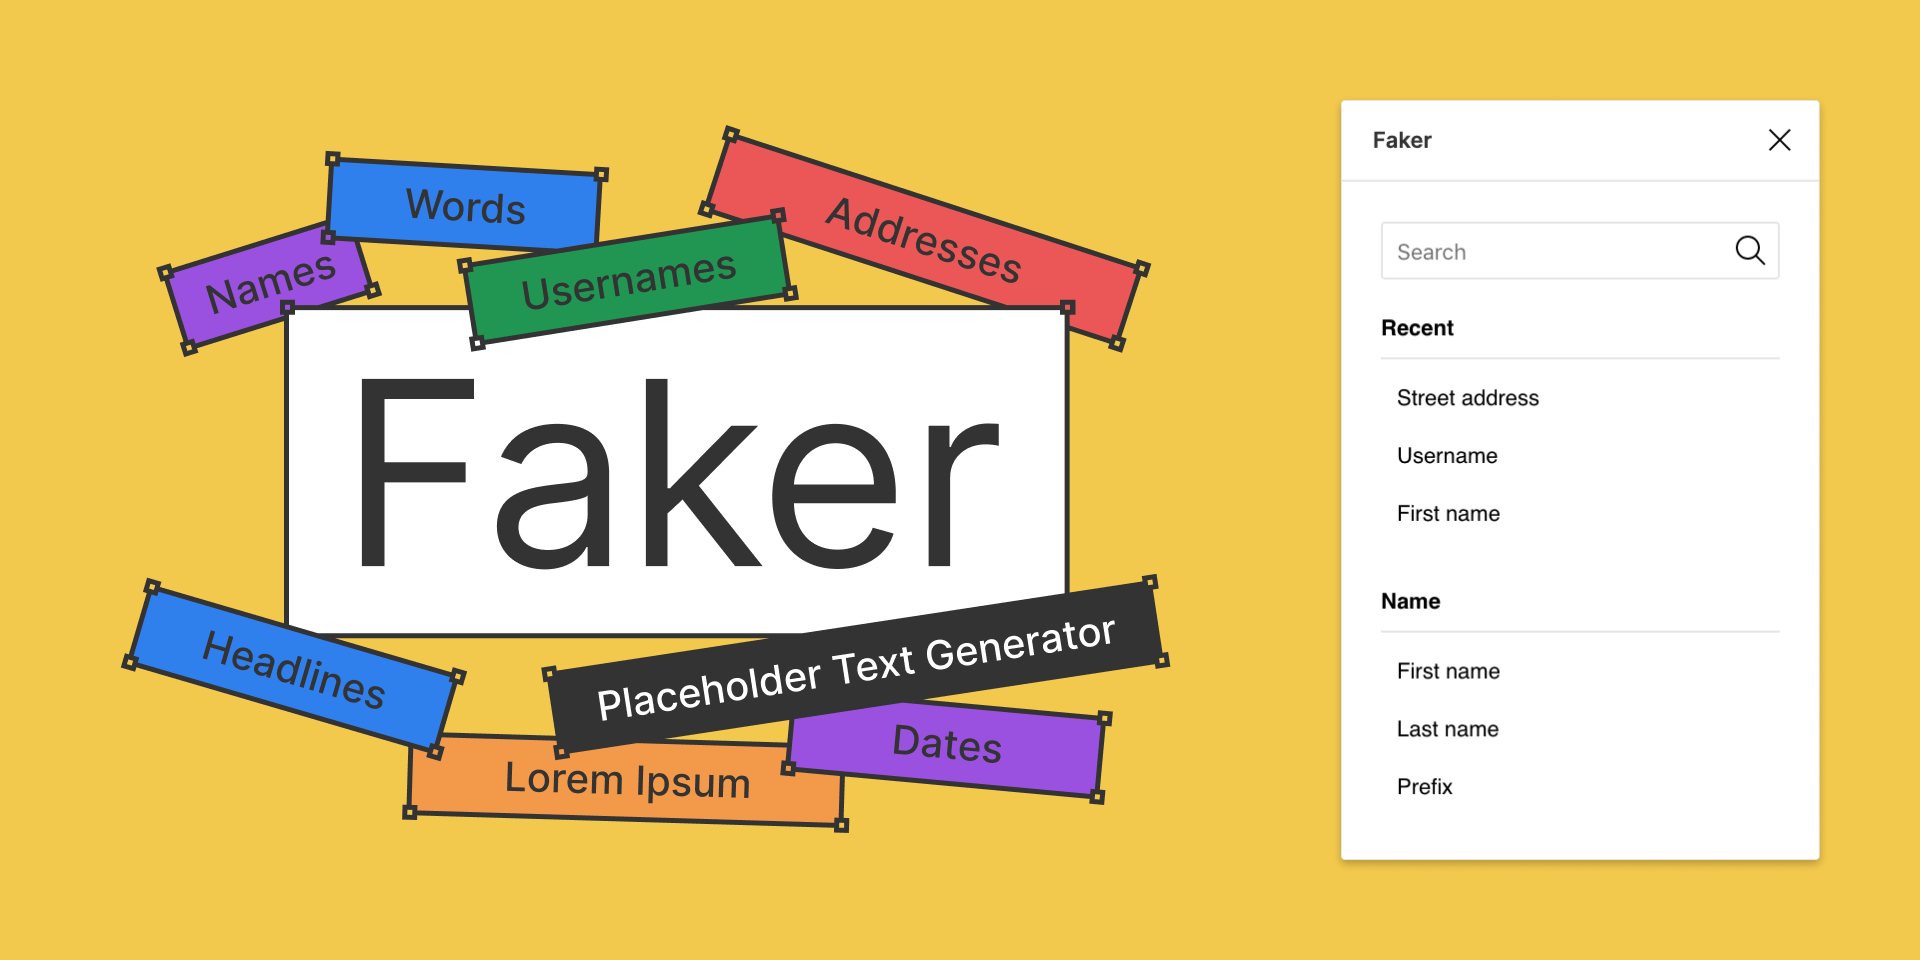 Words
Addresses
Names
Usernames
Faker
Headlines
Placeholder Text Generator
Dates
Lorem Ipsum
Faker
Search
Recent
Street address
Username
First name
Name
First name
Last name
Prefix